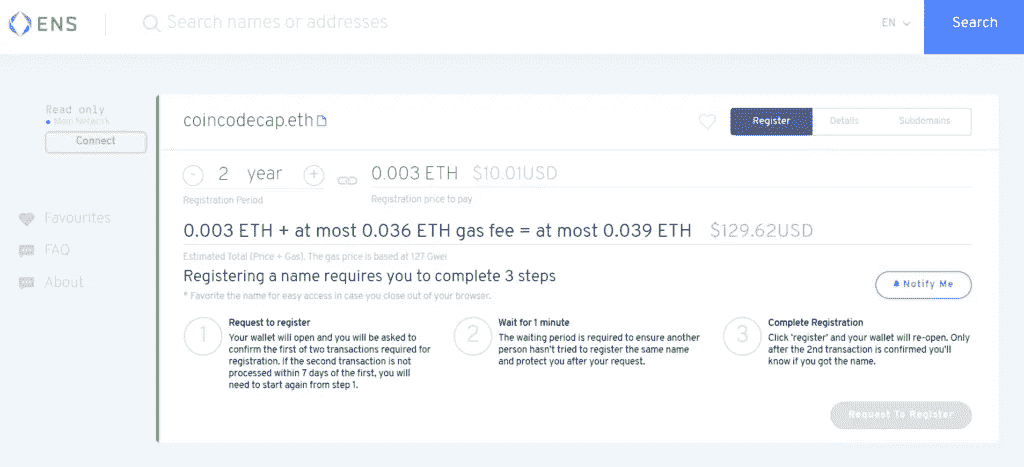 ENS
Search names or addresses
EN
Search
Read only
Main Network
Connect
Favourites
FAQ
About
coincodecap.eth
Register
Details
Subdomains
- 2 year +
Registration Period
0.003 ETH $10.01USD
Registration price to pay
0.003 ETH + at most 0.036 ETH gas fee = at most 0.039 ETH $129.62USD
Estimated Total (Price + Gas). The gas price is based at 127 Gwei
Registering a name requires you to complete 3 steps
* Favorite the name for easy access in case you close out of your browser.
Notify Me
1
Request to register
Your wallet will open and you will be asked to
confirm the first of two transactions required for
registration. If the second transaction is not
processed within 7 days of the first, you will
need to start again from step 1.
2
Wait for 1 minute
The waiting period is required to ensure another
person hasn't tried to register the same name
and protect you after your request.
3
Complete Registration
Click 'register' and your wallet will re-open. Only
after the 2nd transaction is confirmed you'll
know if you got the name.
Request To Register